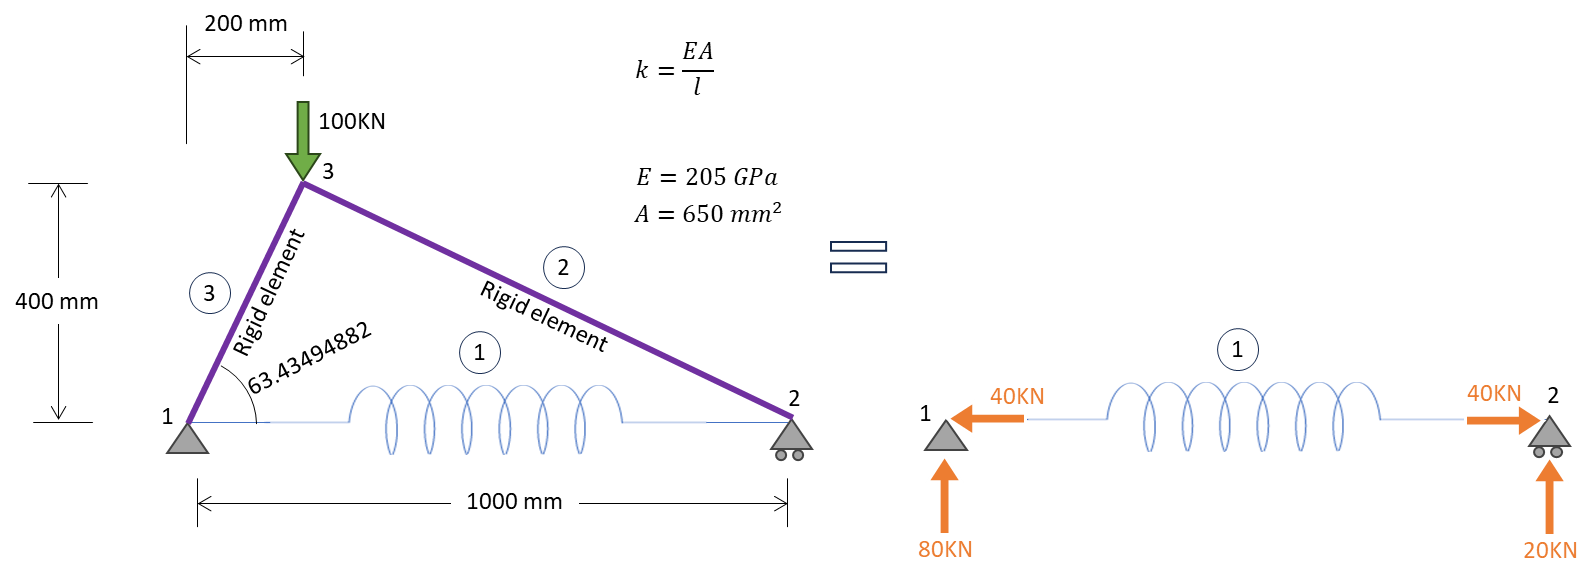 200 mm
k = EA/l
100KN
3
E = 205 GPa
A = 650 mm²
400 mm
3
Rigid element
2
Rigid element
63.43494882
1
1
2
1000 mm
1
1
40KN
40KN
2
80KN
20KN